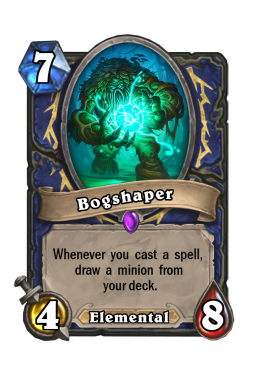 7
Bogshaper
Whenever you cast a spell,
draw a minion from
your deck.
4
Elemental
8